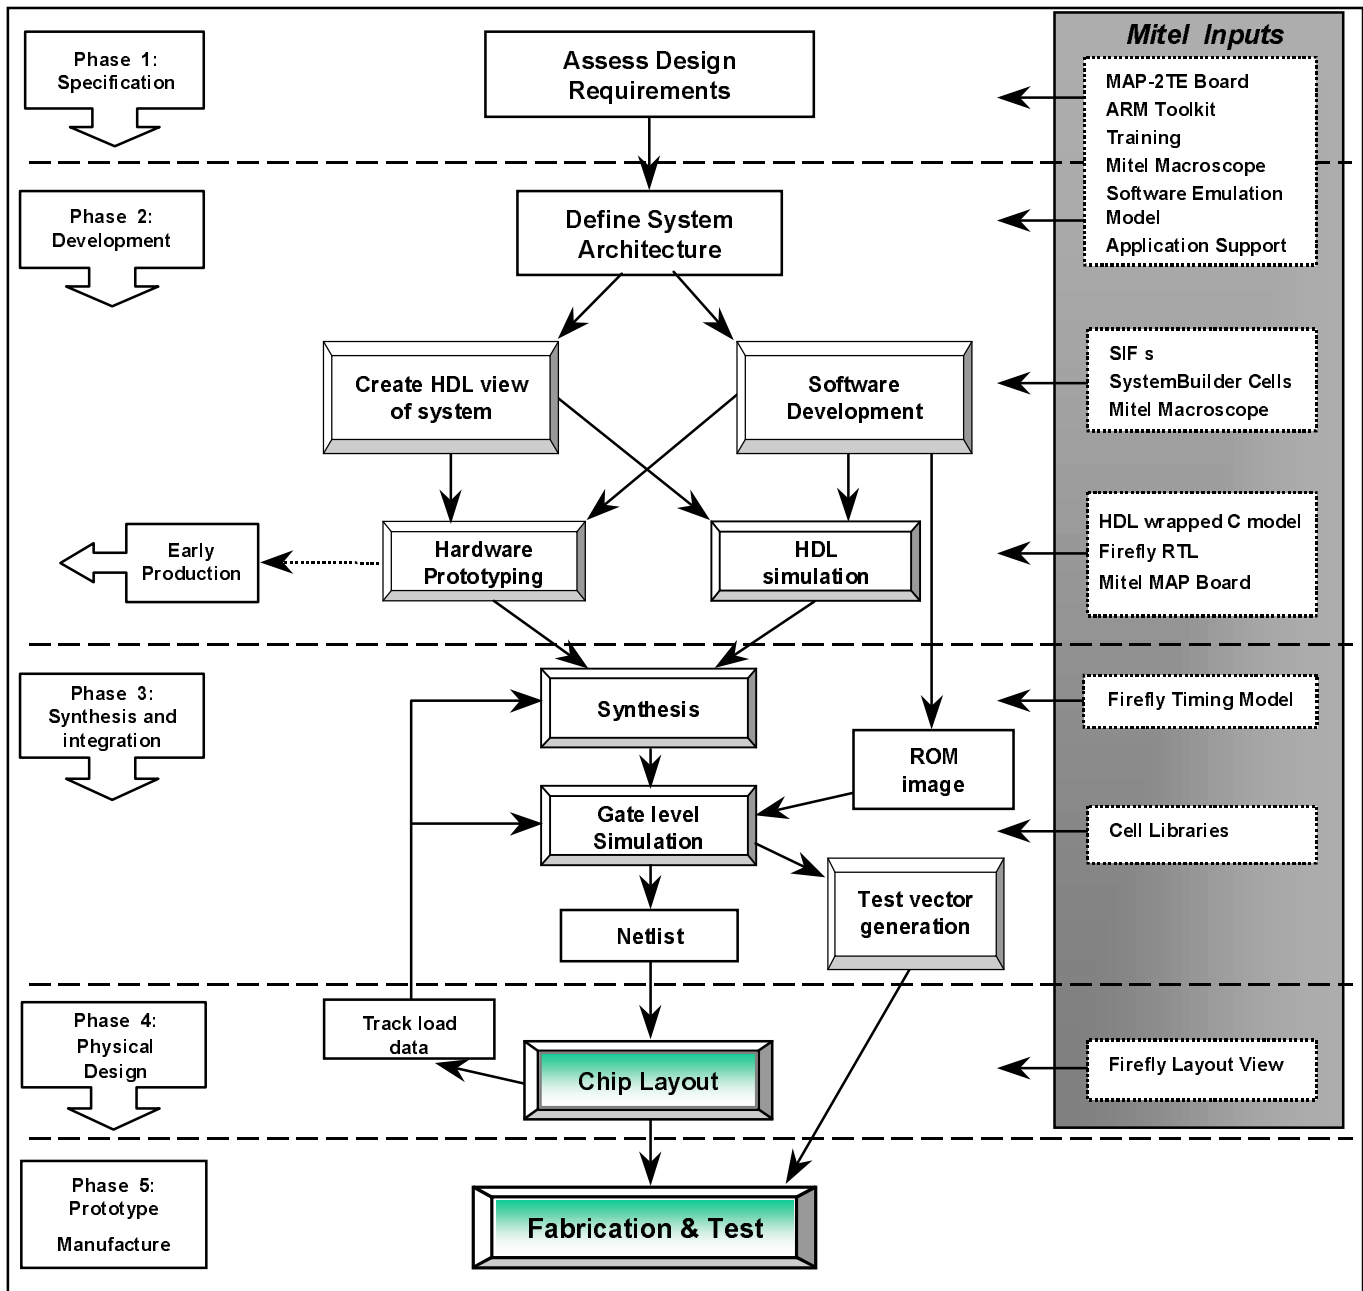 Mitel Inputs
Phase 1:
Specification
Assess Design
Requirements
MAP-2TE Board
ARM Toolkit
Training
Mitel Macroscope
Software Emulation
Model
Application Support
Phase 2:
Development
Define System
Architecture
Create HDL view
of system
Software
Development
SIF s
SystemBuilder Cells
Mitel Macroscope
Early
Production
Hardware
Prototyping
HDL
simulation
HDL wrapped C model
Firefly RTL
Mitel MAP Board
Phase 3:
Synthesis and
integration
Synthesis
Firefly Timing Model
ROM
image
Gate level
Simulation
Cell Libraries
Test vector
generation
Netlist
Phase 4:
Physical
Design
Track load
data
Chip Layout
Firefly Layout View
Phase 5:
Prototype
Manufacture
Fabrication & Test